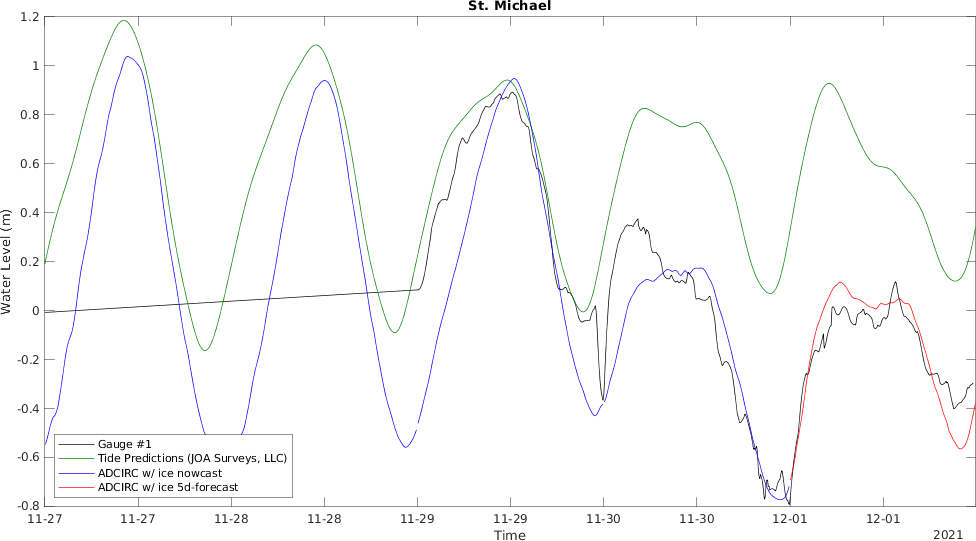 St. Michael
1.2
1
0.8
0.6
0.4
0.2
0
-0.2
-0.4
-0.6
-0.8
Water Level (m)
Gauge #1
Tide Predictions (JOA Surveys, LLC)
ADCIRC w/ ice nowcast
ADCIRC w/ ice 5d-forecast
11-27 11-27 11-28 11-28 11-29 11-29 11-30 11-30 12-01 12-01
Time
2021